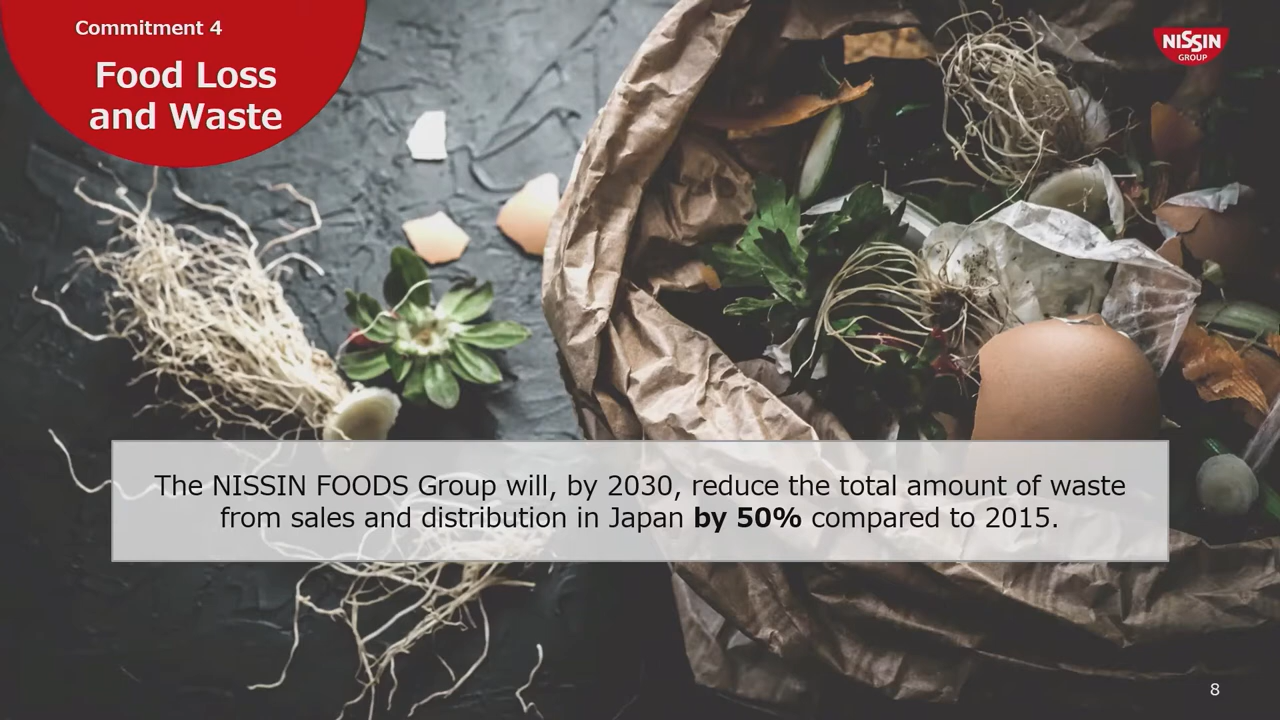 Commitment 4
Food Loss
and Waste
NISSIN
GROUP
The NISSIN FOODS Group will, by 2030, reduce the total amount of waste
from sales and distribution in Japan by 50% compared to 2015.
8